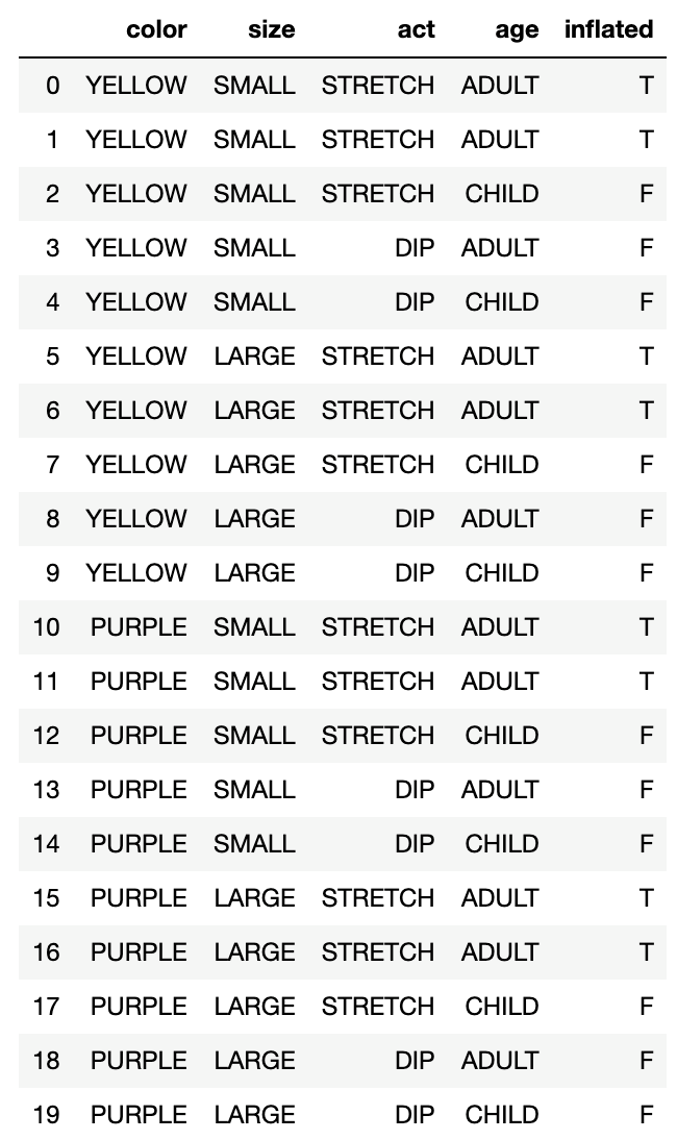 color size act age inflated
0 YELLOW SMALL STRETCH ADULT T
1 YELLOW SMALL STRETCH ADULT T
2 YELLOW SMALL STRETCH CHILD F
3 YELLOW SMALL DIP ADULT F
4 YELLOW SMALL DIP CHILD F
5 YELLOW LARGE STRETCH ADULT T
6 YELLOW LARGE STRETCH ADULT T
7 YELLOW LARGE STRETCH CHILD F
8 YELLOW LARGE DIP ADULT F
9 YELLOW LARGE DIP CHILD F
10 PURPLE SMALL STRETCH ADULT T
11 PURPLE SMALL STRETCH ADULT T
12 PURPLE SMALL STRETCH CHILD F
13 PURPLE SMALL DIP ADULT F
14 PURPLE SMALL DIP CHILD F
15 PURPLE LARGE STRETCH ADULT T
16 PURPLE LARGE STRETCH ADULT T
17 PURPLE LARGE STRETCH CHILD F
18 PURPLE LARGE DIP ADULT F
19 PURPLE LARGE DIP CHILD F